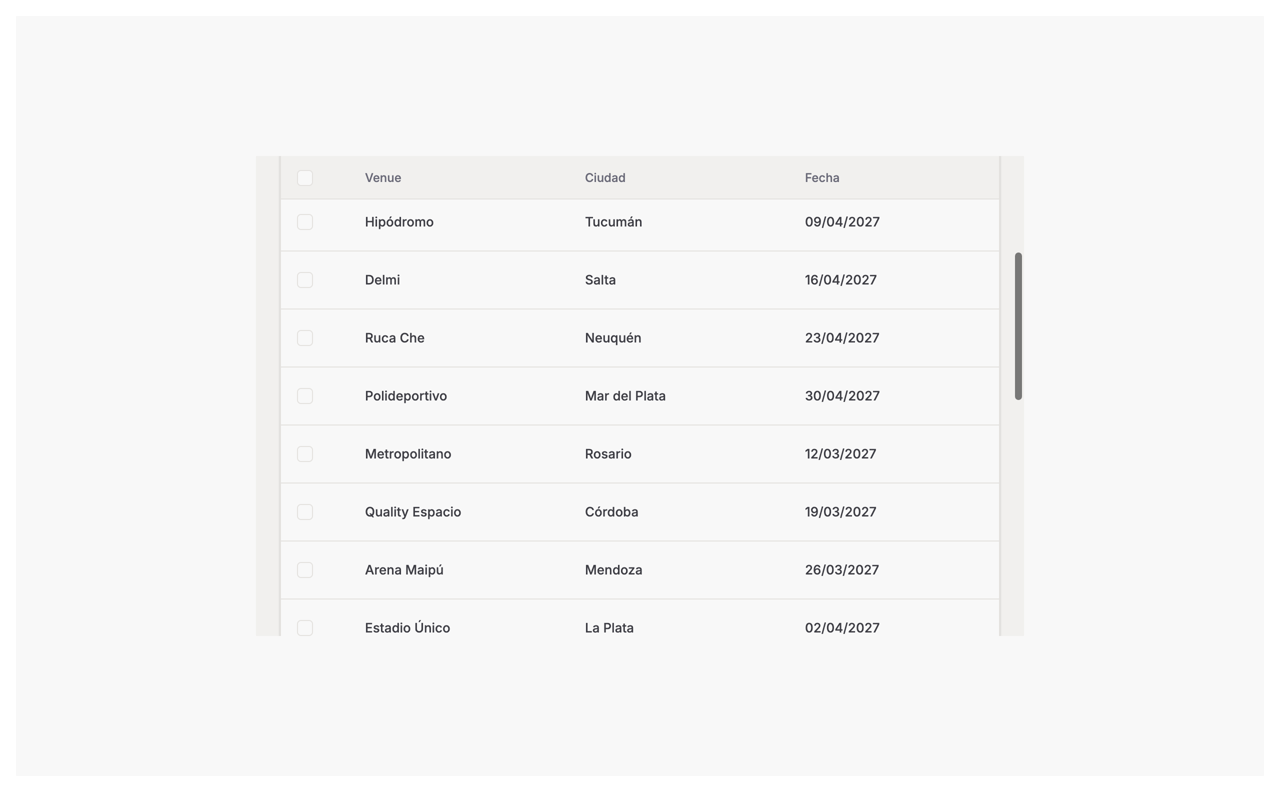 Venue Ciudad Fecha
Hipódromo Tucumán 09/04/2027
Delmi Salta 16/04/2027
Ruca Che Neuquén 23/04/2027
Polideportivo Mar del Plata 30/04/2027
Metropolitano Rosario 12/03/2027
Quality Espacio Córdoba 19/03/2027
Arena Maipú Mendoza 26/03/2027
Estadio Único La Plata 02/04/2027